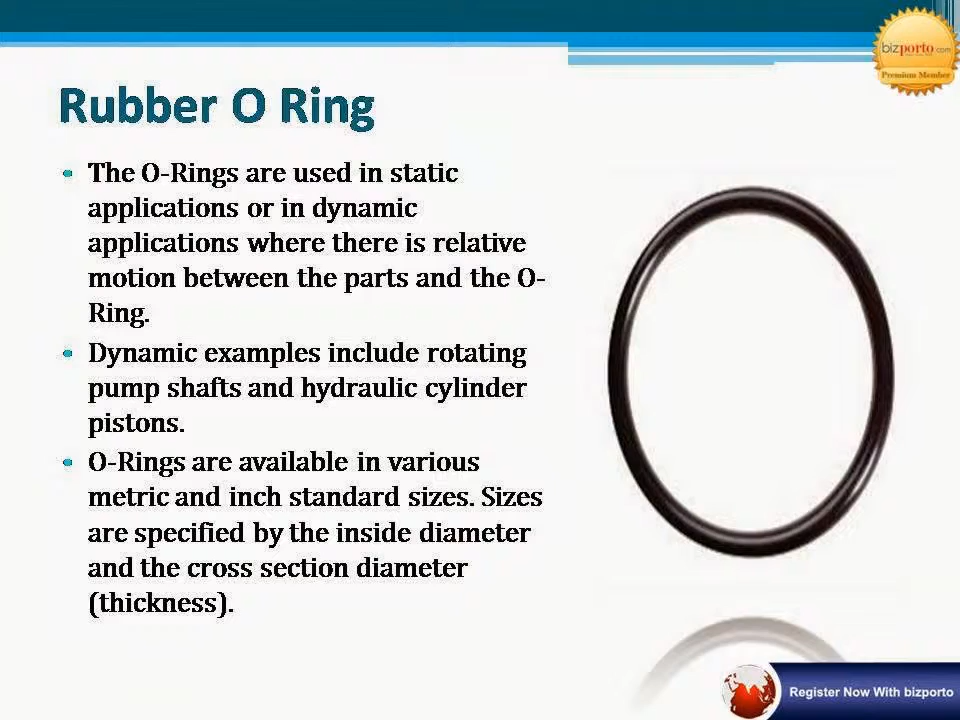 bizporto.com
Premium Member
Rubber O Ring
The O-Rings are used in static
applications or in dynamic
applications where there is relative
motion between the parts and the O-
Ring.
Dynamic examples include rotating
pump shafts and hydraulic cylinder
pistons.
O-Rings are available in various
metric and inch standard sizes. Sizes
are specified by the inside diameter
and the cross section diameter
(thickness).
Register Now With bizporto